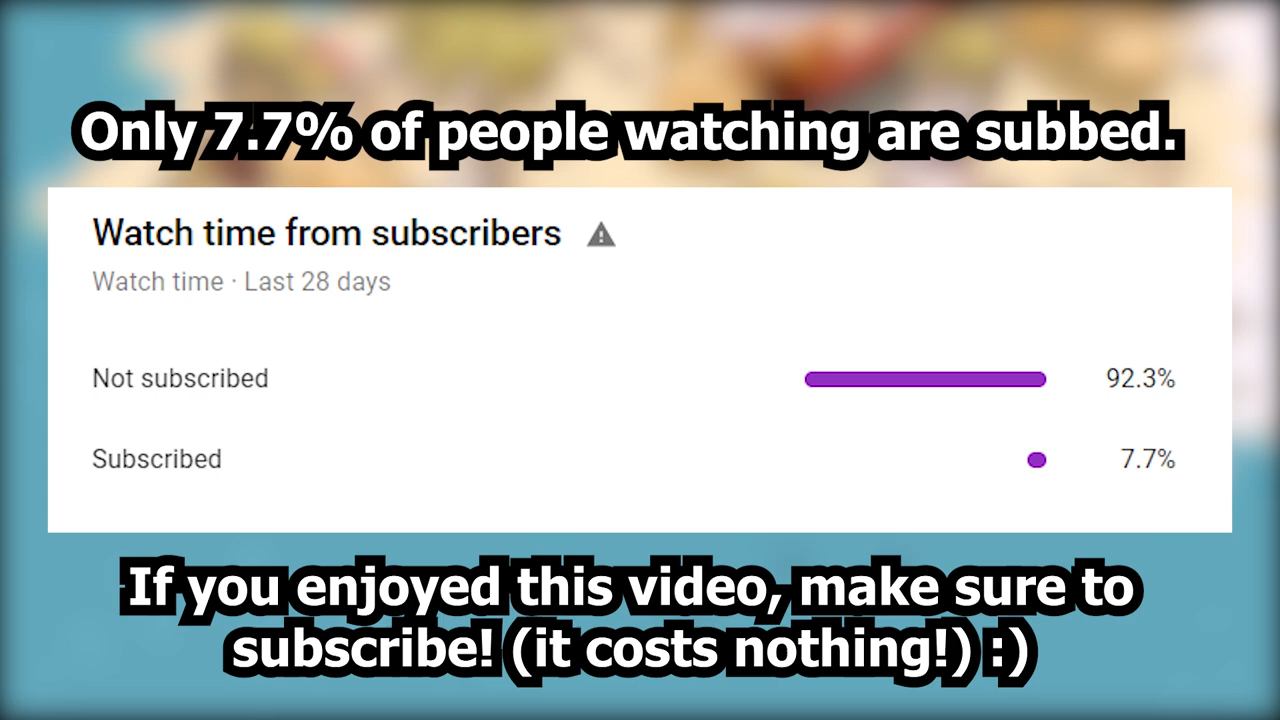 Only 7.7% of people watching are subbed.
Watch time from subscribers
Watch time · Last 28 days
Not subscribed 92.3%
Subscribed 7.7%
If you enjoyed this video, make sure to
subscribe! (it costs nothing!) :)